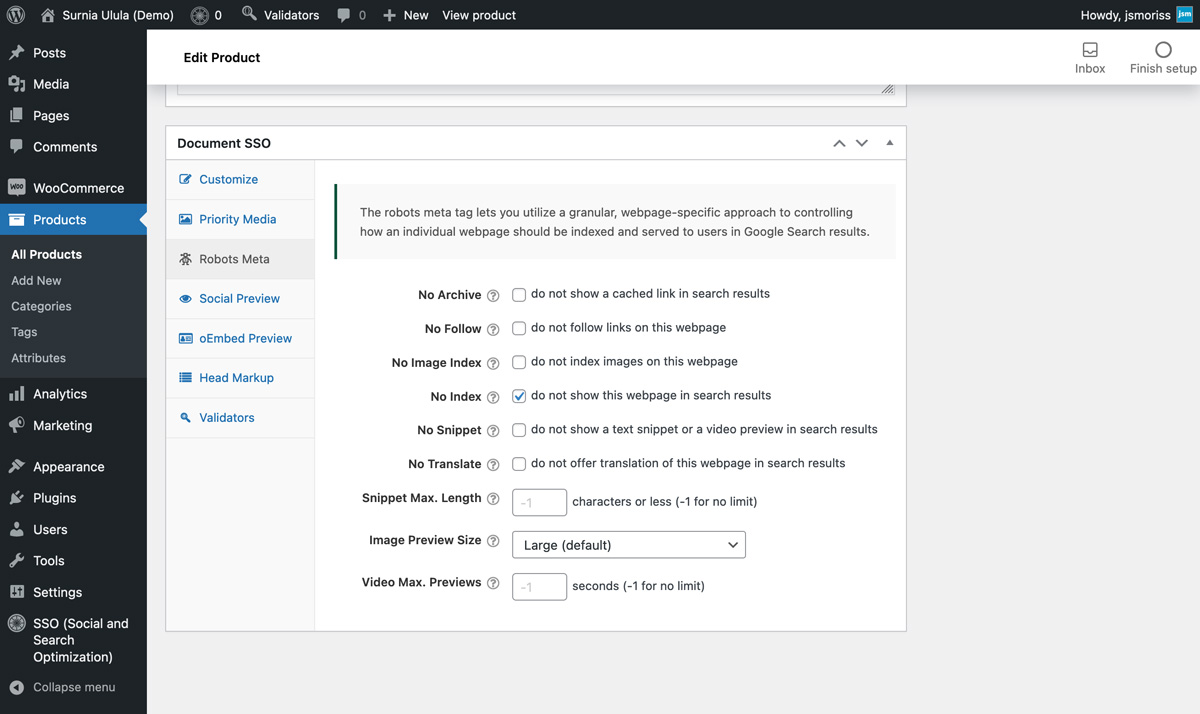 Surnia Ulula (Demo) 0 Validators 0 New View product Howdy, jsmoriss jsm
Posts
Media
Pages
Comments
WOO WooCommerce
Products
All Products
Add New
Categories
Tags
Attributes
Analytics
Marketing
Appearance
Plugins
Users
Tools
Settings
SSO (Social and
Search
Optimization)
Collapse menu
Edit Product
Inbox
Finish setup
Document SSO
Customize
Priority Media
Robots Meta
Social Preview
oEmbed Preview
Head Markup
Validators
The robots meta tag lets you utilize a granular, webpage-specific approach to controlling
how an individual webpage should be indexed and served to users in Google Search results.
No Archive ? do not show a cached link in search results
No Follow ? do not follow links on this webpage
No Image Index ? do not index images on this webpage
No Index ? do not show this webpage in search results
No Snippet ? do not show a text snippet or a video preview in search results
No Translate ? do not offer translation of this webpage in search results
Snippet Max. Length ? -1 characters or less (-1 for no limit)
Image Preview Size ? Large (default)
Video Max. Previews ? -1 seconds (-1 for no limit)